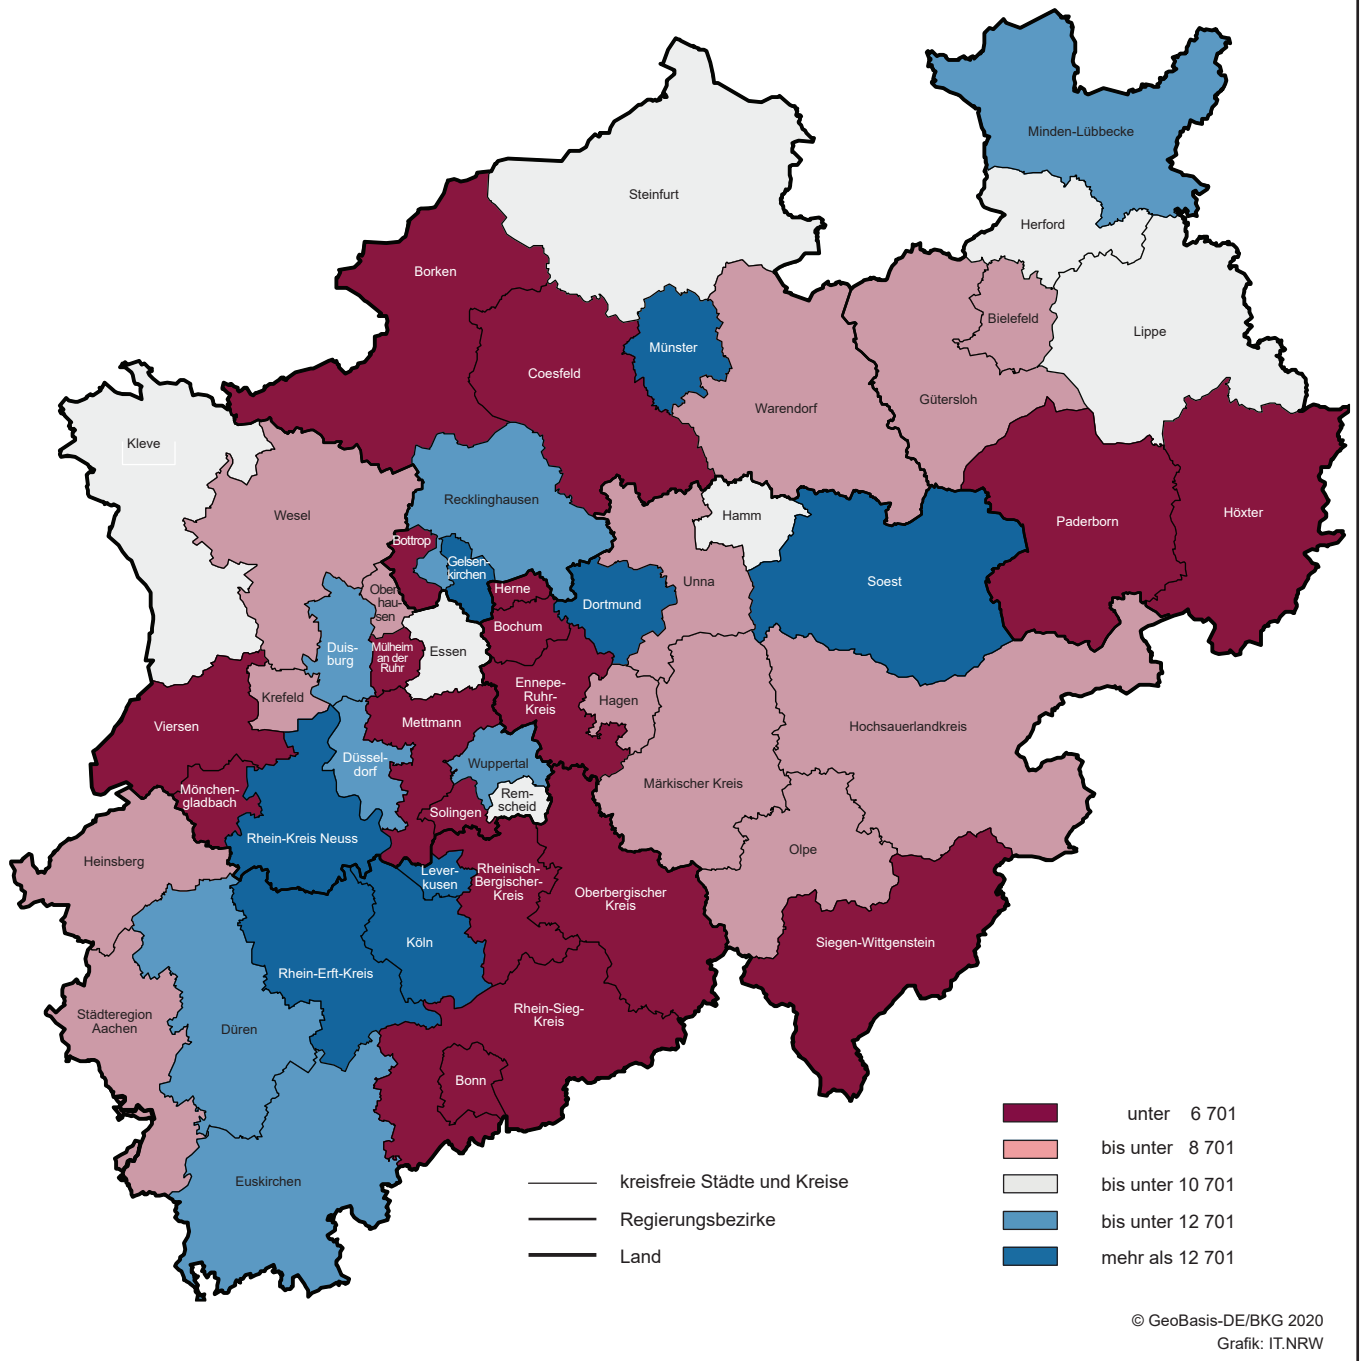 Minden-Lübbecke
Steinfurt
Herford
Borken
Bielefeld
Lippe
Münster
Coesfeld
Gütersloh
Warendorf
Kleve
Recklinghausen
Wesel
Hamm
Höxter
Paderborn
Bottrop
Gelsen-
kirchen
Soest
Unna
Herne
Ober-
hau-
sen
Dortmund
Bochum
Duis-
burg
Mülheim
an der
Ruhr
Essen
Ennepe-
Ruhr-
Kreis
Krefeld
Hagen
Viersen
Mettmann
Hochsauerlandkreis
Düssel-
dorf
Wuppertal
Märkischer Kreis
Mönchen-
gladbach
Rem-
scheid
Solingen
Rhein-Kreis Neuss
Olpe
Heinsberg
Lever-
kusen
Rheinisch-
Bergischer-
Kreis
Oberbergischer
Kreis
Köln
Siegen-Wittgenstein
Rhein-Erft-Kreis
Rhein-Sieg-
Kreis
Städteregion
Aachen
Düren
Bonn
Euskirchen
unter 6 701
bis unter 8 701
bis unter 10 701
bis unter 12 701
mehr als 12 701
kreisfreie Städte und Kreise
Regierungsbezirke
Land
© GeoBasis-DE/BKG 2020
Grafik: IT.NRW